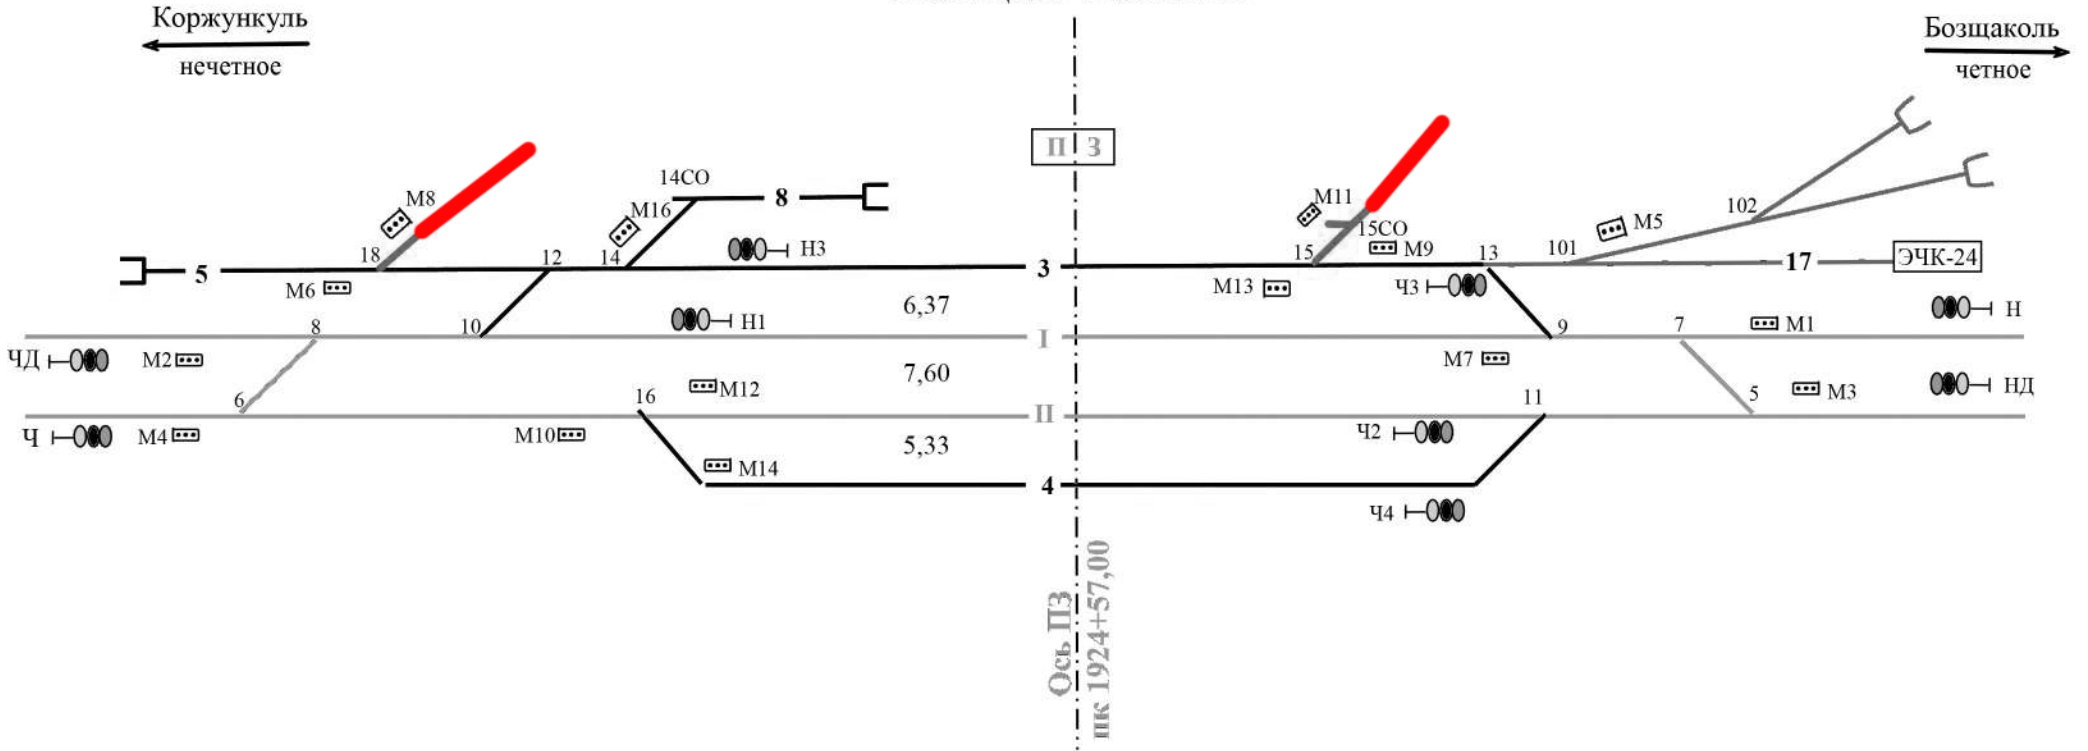 Коржункуль
нечетное
Бозщаколь
четное
П З
14СО
8
М8
М16
Н3
18
12
14
5
М6
3
М11
15СО
15
М9
13
101
М5
102
17
ЭЧК-24
М13
Ч3
6,37
8
10
Н1
I
9
7
М1
Н
ЧД
М2
7,60
М7
6
16
М12
II
11
5
М3
НД
Ч
М4
М10
5,33
Ч2
М14
4
Ч4
Ось ПЗ
пк 1924+57,00